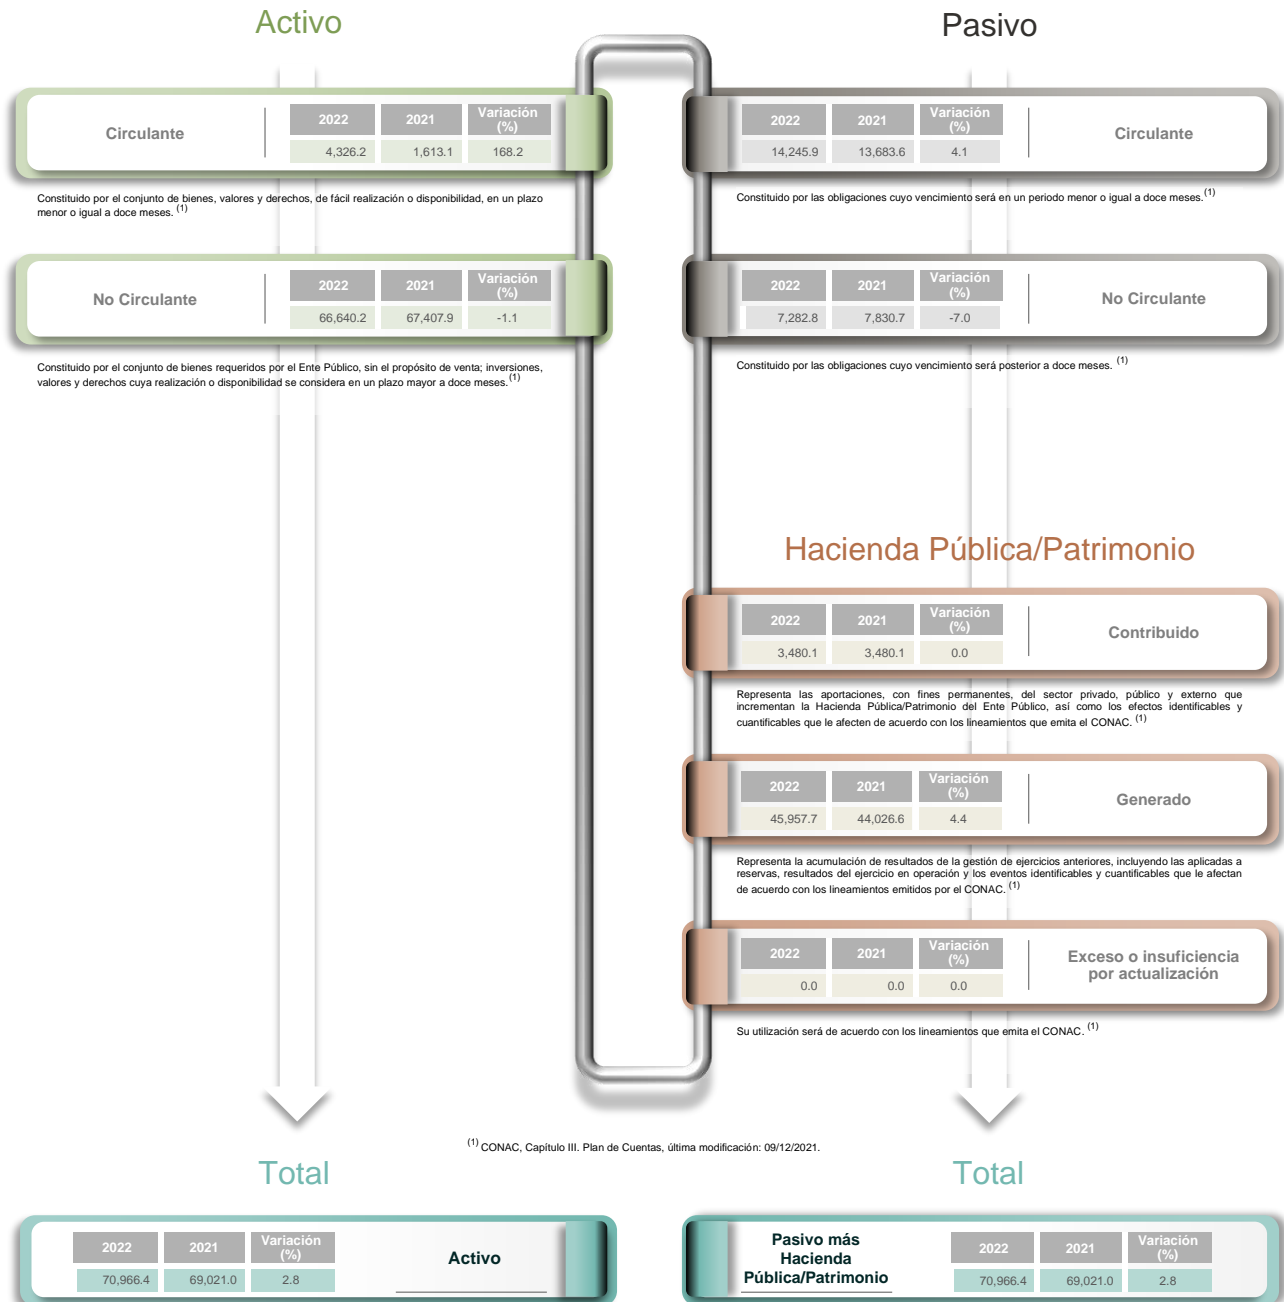 Activo
Circulante
2022 2021 Variación (%)
4,326.2 1,613.1 168.2
Constituido por el conjunto de bienes, valores y derechos, de fácil realización o disponibilidad, en un plazo
menor o igual a doce meses. (1)
No Circulante
2022 2021 Variación (%)
66,640.2 67,407.9 -1.1
Constituido por el conjunto de bienes requeridos por el Ente Público, sin el propósito de venta; inversiones,
valores y derechos cuya realización o disponibilidad se considera en un plazo mayor a doce meses. (1)
Pasivo
2022 2021 Variación (%)
14,245.9 13,683.6 4.1
Circulante
Constituido por las obligaciones cuyo vencimiento será en un periodo menor o igual a doce meses. (1)
2022 2021 Variación (%)
7,282.8 7,830.7 -7.0
No Circulante
Constituido por las obligaciones cuyo vencimiento será posterior a doce meses. (1)
Hacienda Pública/Patrimonio
2022 2021 Variación (%)
3,480.1 3,480.1 0.0
Contribuido
Representa las aportaciones, con fines permanentes, del sector privado, público y externo que
incrementan la Hacienda Pública/Patrimonio del Ente Público, así como los efectos identificables y
cuantificables que le afecten de acuerdo con los lineamientos que emita el CONAC. (1)
2022 2021 Variación (%)
45,957.7 44,026.6 4.4
Generado
Representa la acumulación de resultados de la gestión de ejercicios anteriores, incluyendo las aplicadas a
reservas, resultados del ejercicio en operación y los eventos identificables y cuantificables que le afectan
de acuerdo con los lineamientos emitidos por el CONAC. (1)
2022 2021 Variación (%)
0.0 0.0 0.0
Exceso o insuficiencia
por actualización
Su utilización será de acuerdo con los lineamientos que emita el CONAC. (1)
(1) CONAC, Capítulo III. Plan de Cuentas, última modificación: 09/12/2021.
Total
2022 2021 Variación (%)
70,966.4 69,021.0 2.8
Activo
Total
Pasivo más
Hacienda
Pública/Patrimonio
2022 2021 Variación (%)
70,966.4 69,021.0 2.8